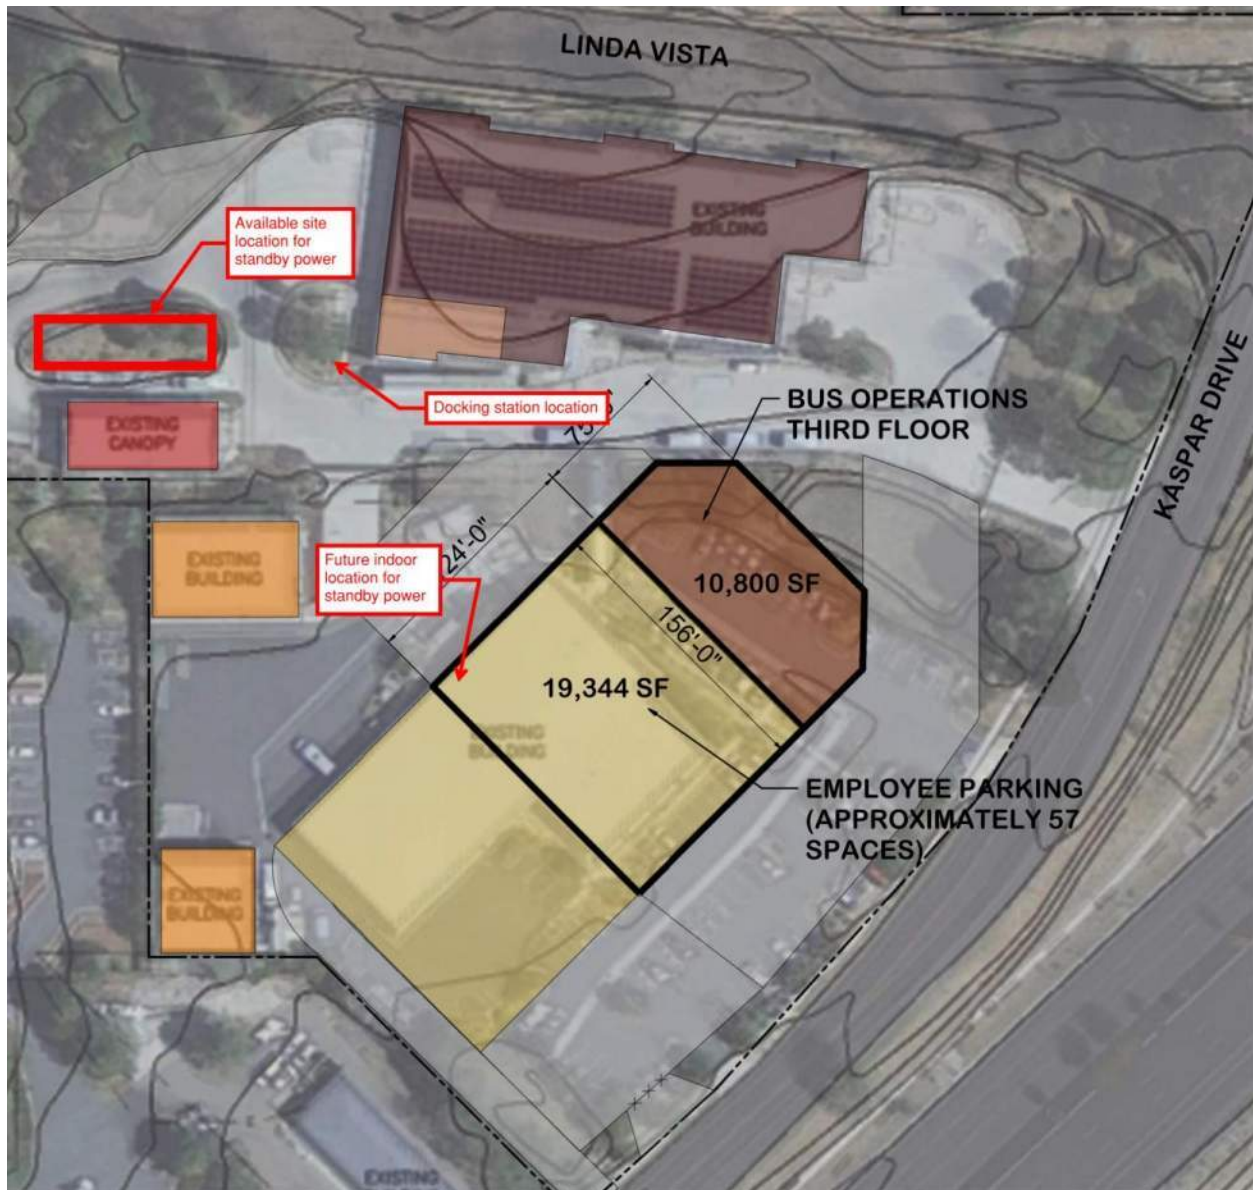 LINDA VISTA
EXISTING
BUILDING
Available site
location for
standby power
KASPAR DRIVE
Docking station location
BUS OPERATIONS
THIRD FLOOR
EXISTING
CANOPY
24'-0"
EXISTING
BUILDING
Future indoor
location for
standby power
10,800 SF
156'-0"
19,344 SF
EXISTING
BUILDING
EMPLOYEE PARKING
(APPROXIMATELY 57
SPACES)
EXISTING
BUILDING
EXISTING